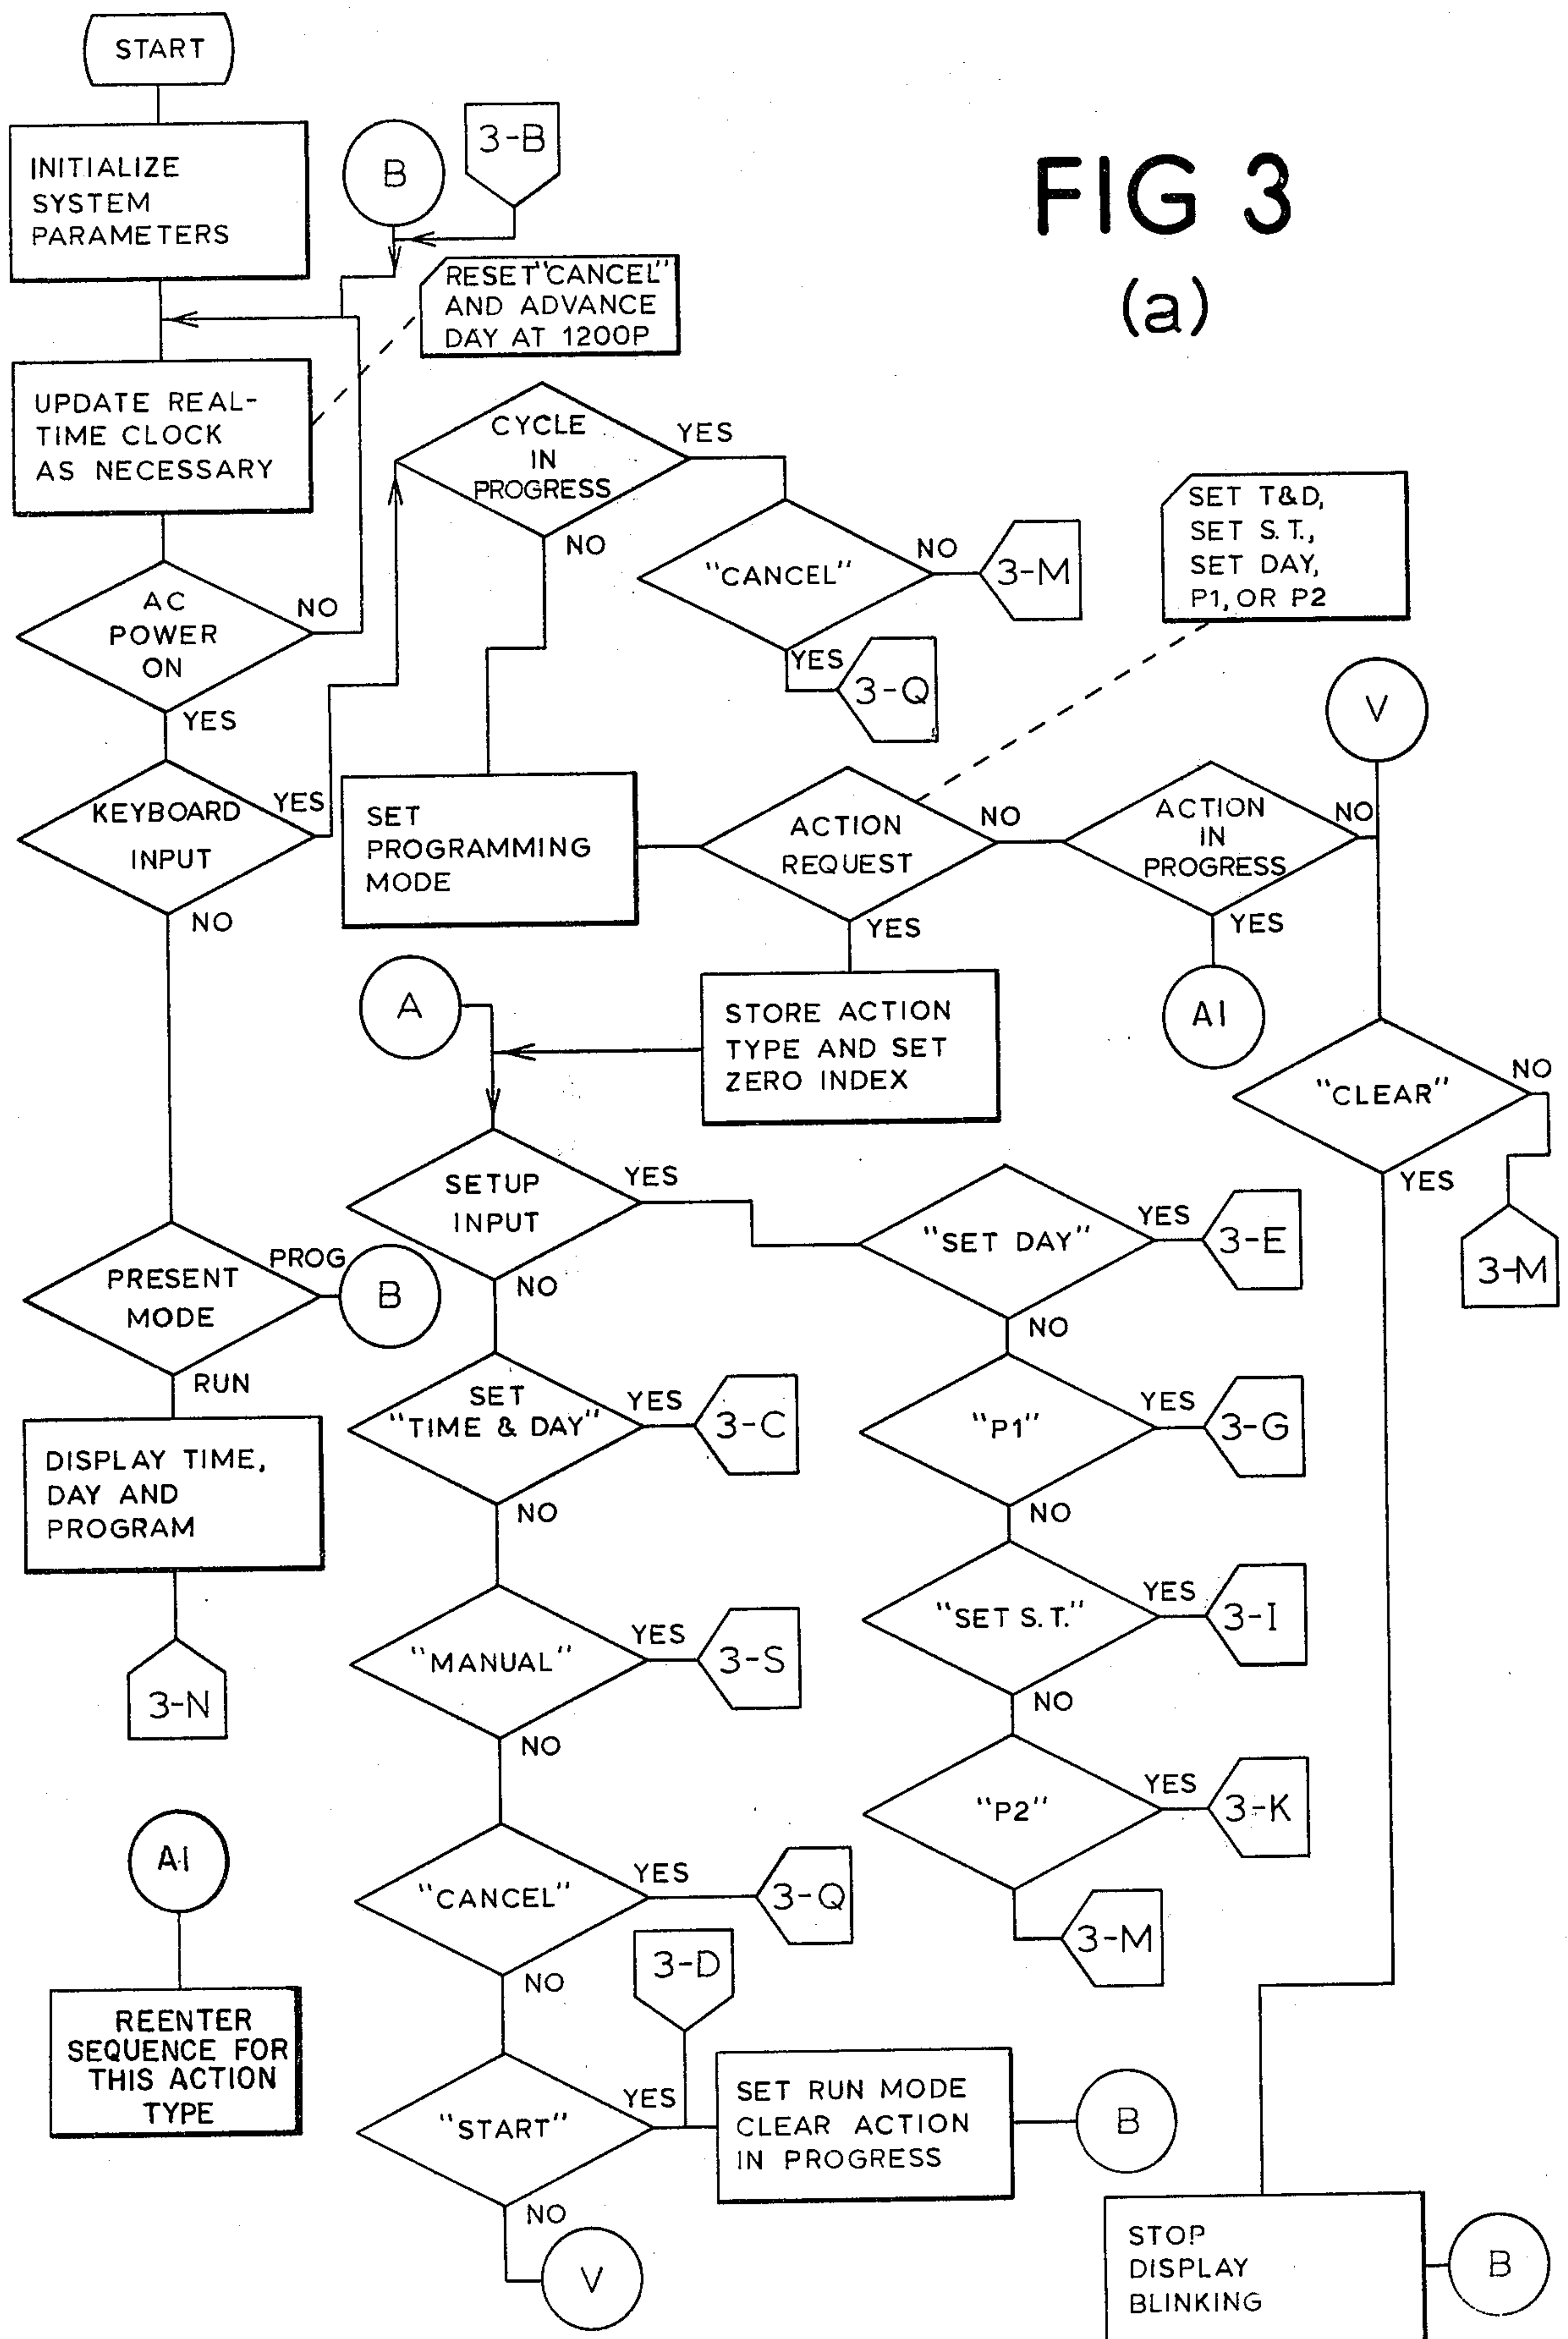 START
INITIALIZE
SYSTEM
PARAMETERS
B
3-B
FIG 3
(a)
RESET "CANCEL"
AND ADVANCE
DAY AT 1200P
UPDATE REAL-
TIME CLOCK
AS NECESSARY
CYCLE
IN
PROGRESS
YES
NO
"CANCEL"
NO
3-M
YES
3-Q
SET T&D,
SET S.T.,
SET DAY,
P1, OR P2
AC
POWER
ON
NO
YES
V
KEYBOARD
INPUT
YES
NO
SET
PROGRAMMING
MODE
ACTION
REQUEST
NO
YES
ACTION
IN
PROGRESS
NO
YES
A1
A
STORE ACTION
TYPE AND SET
ZERO INDEX
"CLEAR"
NO
YES
3-M
SETUP
INPUT
YES
NO
"SET DAY"
YES
3-E
NO
PRESENT
MODE
PROG
B
RUN
SET
"TIME & DAY"
YES
3-C
NO
"P1"
YES
3-G
NO
DISPLAY TIME,
DAY AND
PROGRAM
3-N
"MANUAL"
YES
3-S
NO
"SET S.T."
YES
3-I
NO
"P2"
YES
3-K
3-M
A1
REENTER
SEQUENCE FOR
THIS ACTION
TYPE
"CANCEL"
YES
3-Q
NO
3-D
"START"
YES
NO
SET RUN MODE
CLEAR ACTION
IN PROGRESS
B
V
STOP
DISPLAY
BLINKING
B